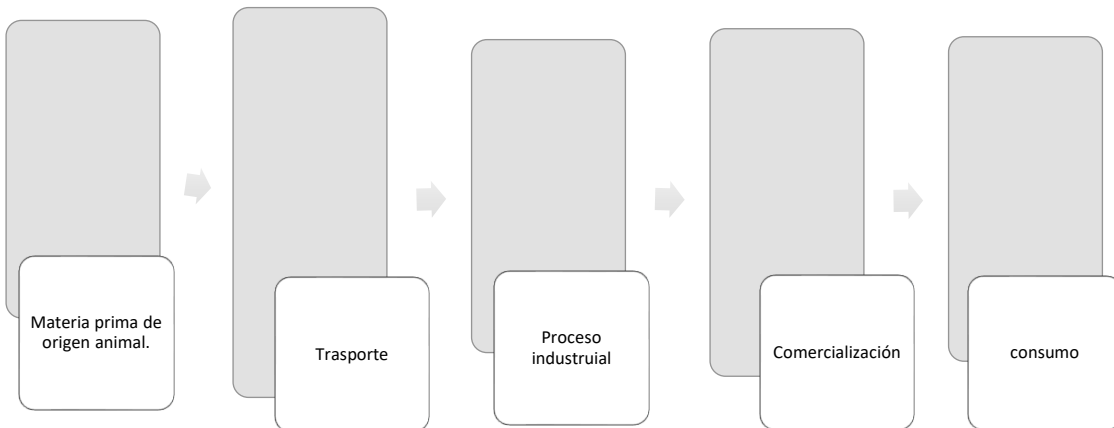 Materia prima de
origen animal.
Trasporte
Proceso
industruial
Comercialización
consumo